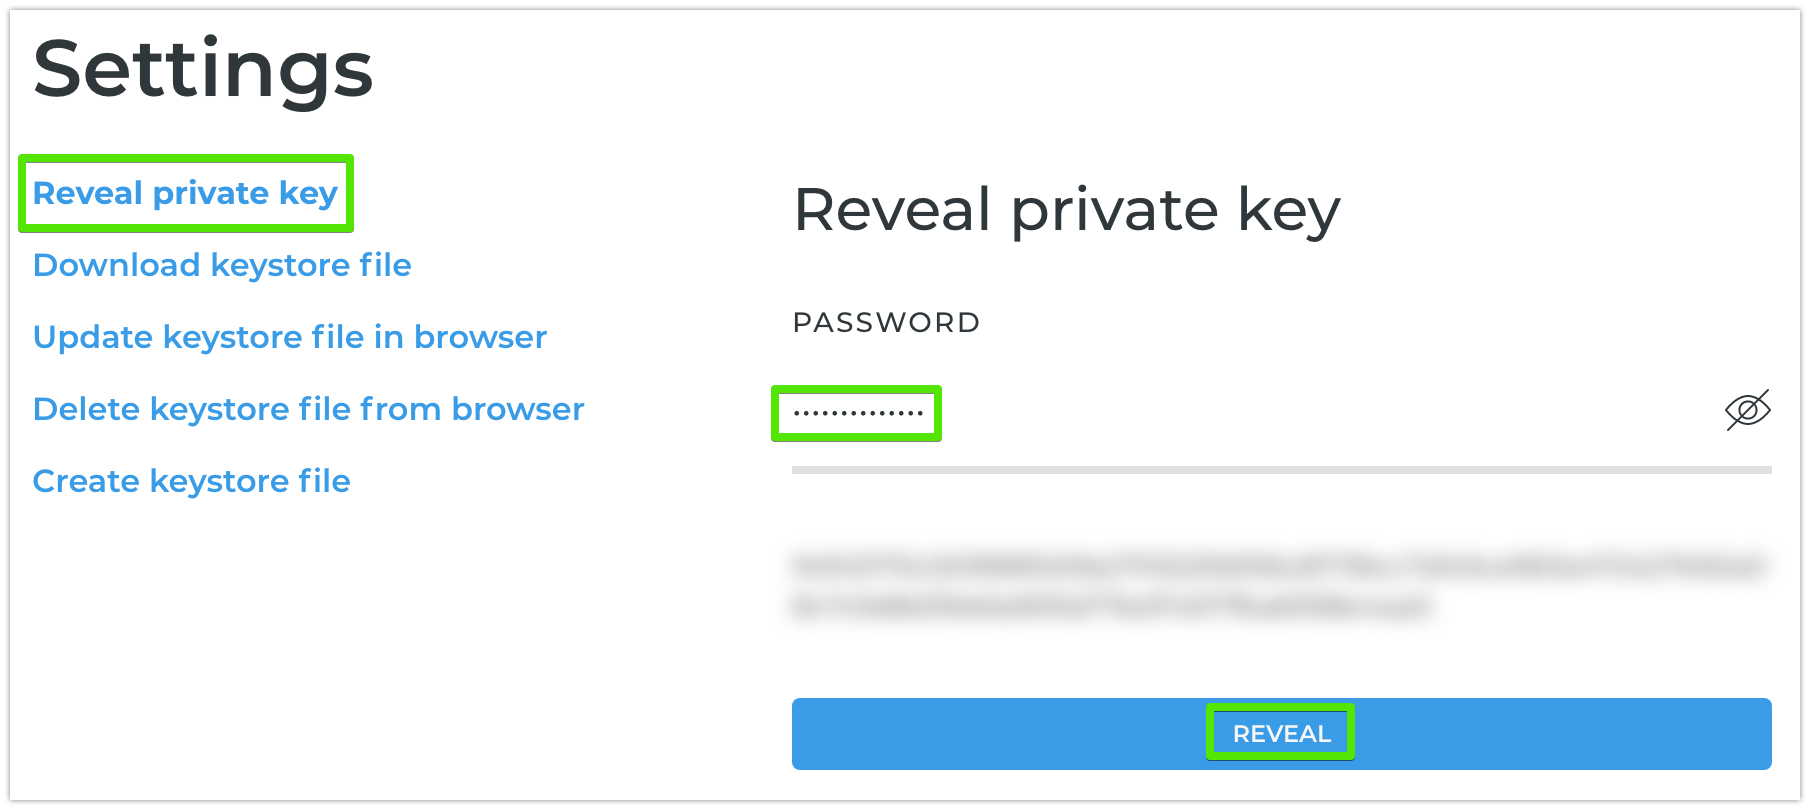 Settings
Reveal private key
Download keystore file
Update keystore file in browser
Delete keystore file from browser
Create keystore file
Reveal private key
PASSWORD
••••••••••••••
REVEAL